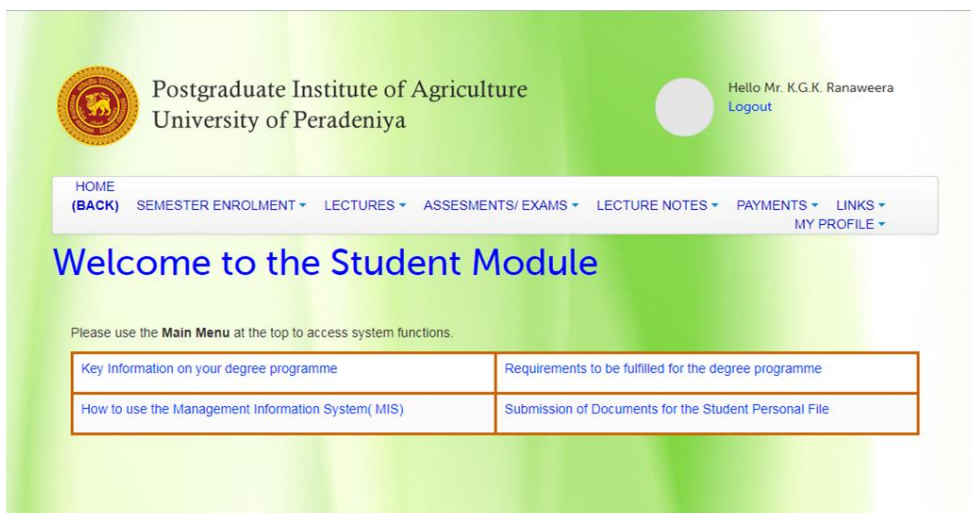 Postgraduate Institute of Agriculture
University of Peradeniya
Hello Mr. K.G.K. Ranaweera
Logout
HOME
(BACK) SEMESTER ENROLMENT LECTURES ASSESMENTS/ EXAMS LECTURE NOTES PAYMENTS LINKS
MY PROFILE
Welcome to the Student Module
Please use the Main Menu at the top to access system functions.
Key Information on your degree programme
Requirements to be fulfilled for the degree programme
How to use the Management Information System( MIS)
Submission of Documents for the Student Personal File